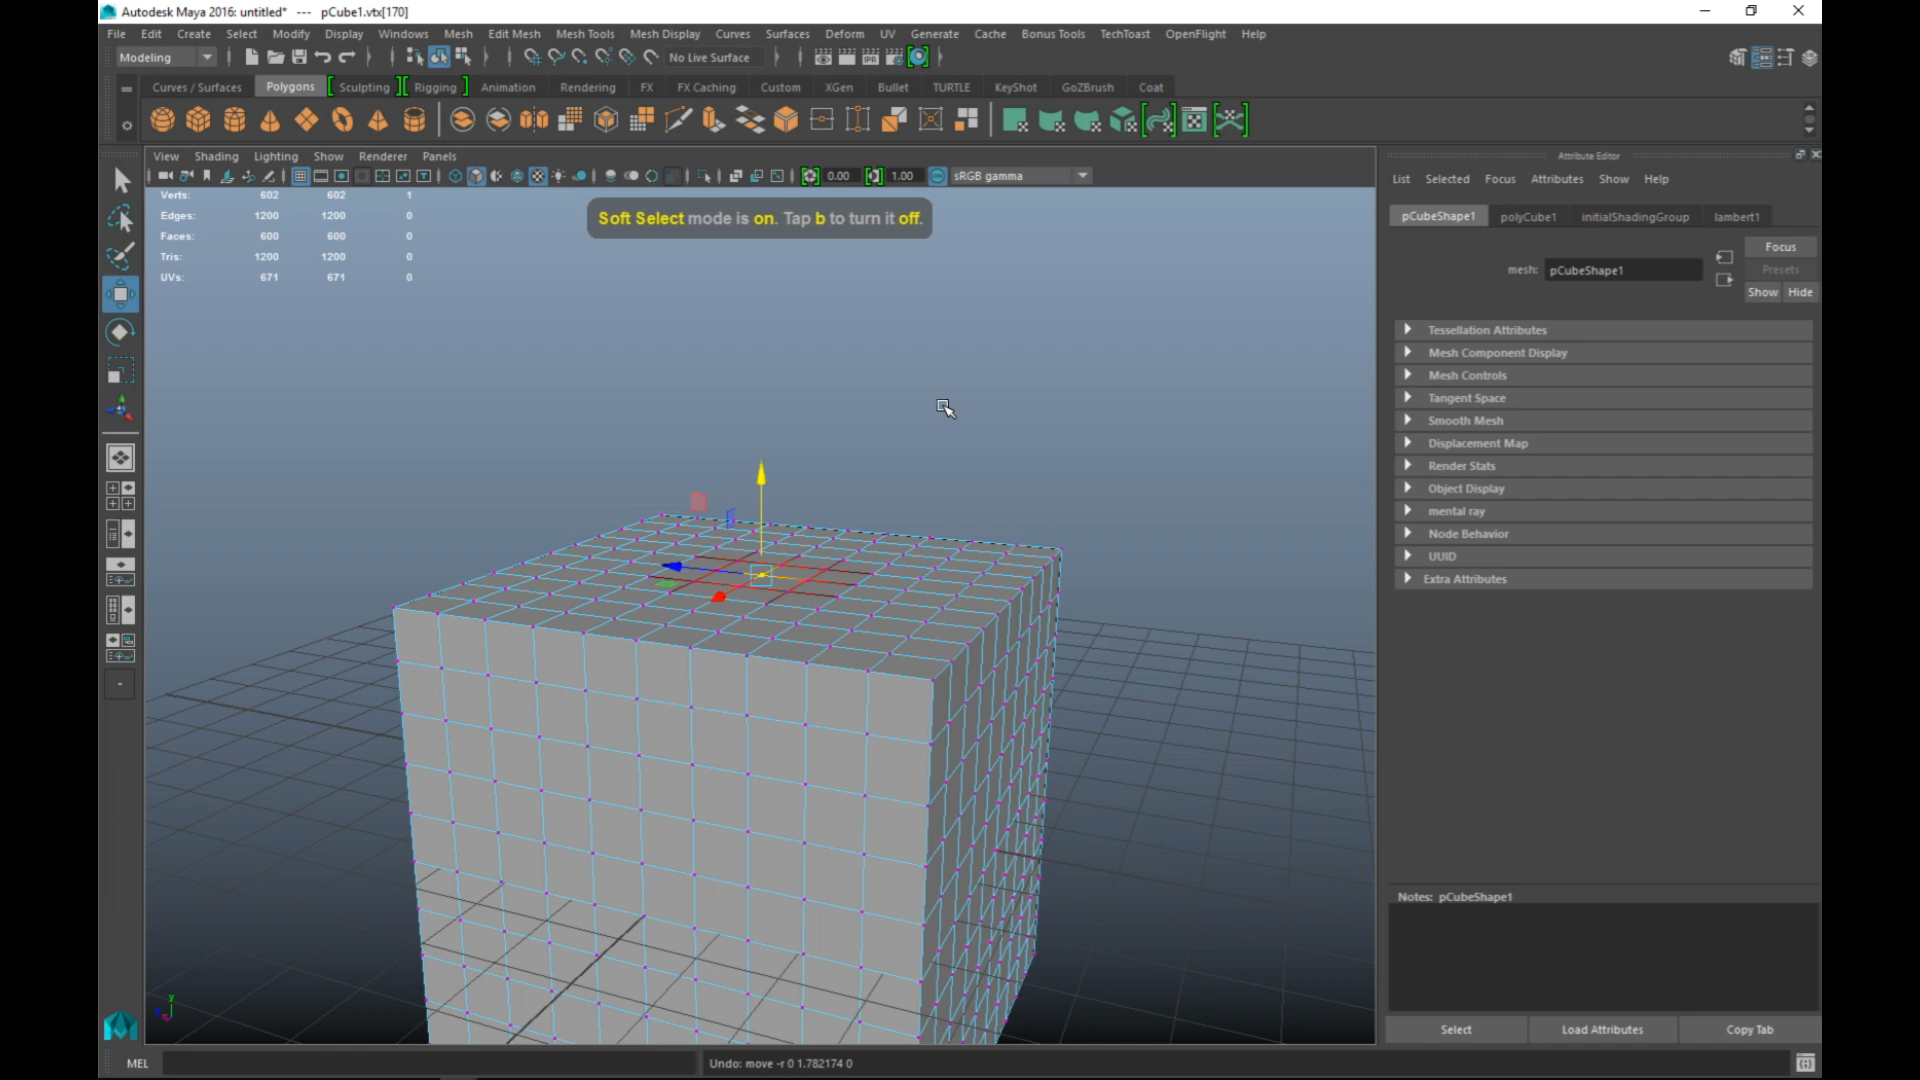 Autodesk Maya 2016: untitled* --- pCube1.vtx[170]
File Edit Create Select Modify Display Windows Mesh Edit Mesh Mesh Tools Mesh Display Curves Surfaces Deform UV Generate Cache Bonus Tools TechToast OpenFlight Help
Modeling No Live Surface
Curves / Surfaces Polygons Sculpting Rigging Animation Rendering FX FX Caching Custom XGen Bullet TURTLE KeyShot GoZBrush Coat
View Shading Lighting Show Renderer Panels
0.00 1.00 sRGB gamma
Verts: 602 602 1
Edges: 1200 1200 0
Faces: 600 600 0
Tris: 1200 1200 0
UVs: 671 671 0
Soft Select mode is on. Tap b to turn it off.
Attribute Editor
List Selected Focus Attributes Show Help
pCubeShape1 polyCube1 initialShadingGroup lambert1
Focus
mesh: pCubeShape1 Presets
Show Hide
Tessellation Attributes
Mesh Component Display
Mesh Controls
Tangent Space
Smooth Mesh
Displacement Map
Render Stats
Object Display
mental ray
Node Behavior
UUID
Extra Attributes
Notes: pCubeShape1
Select Load Attributes Copy Tab
MEL Undo: move -r 0 1.782174 0